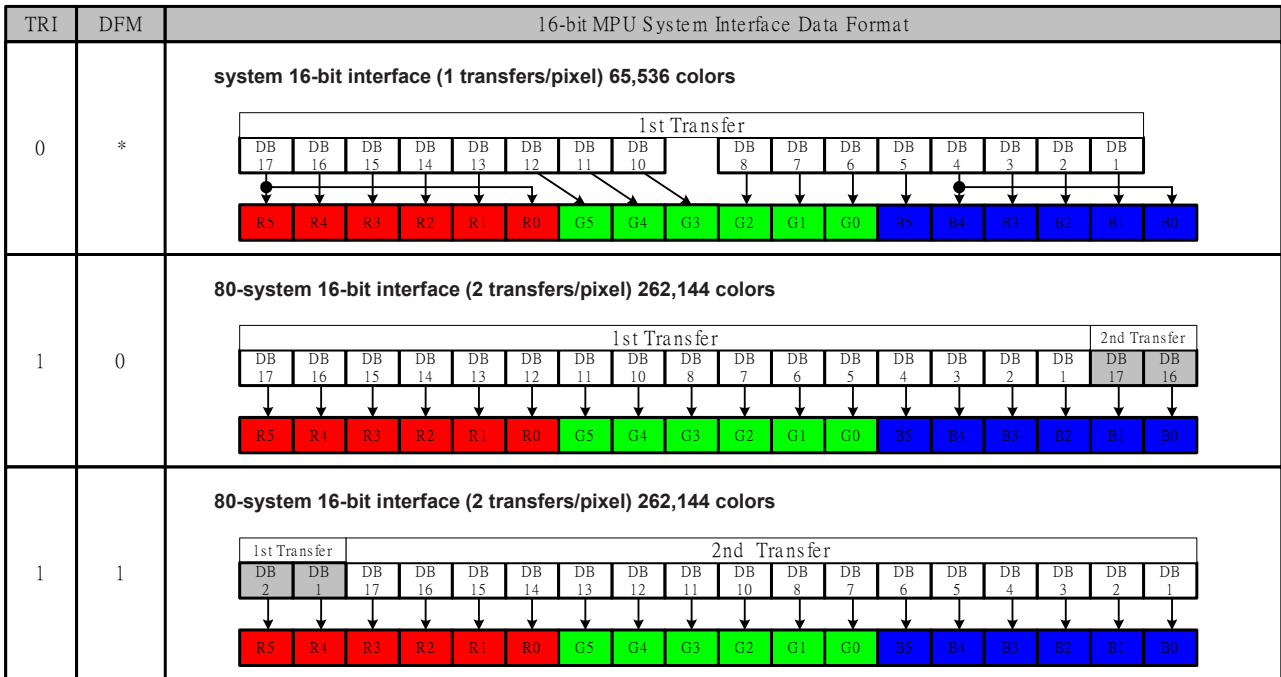 TRI DFM 16-bit MPU System Interface Data Format
0 *
system 16-bit interface (1 transfers/pixel) 65,536 colors
1st Transfer
DB DB DB DB DB DB DB DB DB DB DB DB DB DB DB DB
17 16 15 14 13 12 11 10 8 7 6 5 4 3 2 1
R5 R4 R3 R2 R1 R0 G5 G4 G3 G2 G1 G0 B5 B4 B3 B2 B1 B0
1 0
80-system 16-bit interface (2 transfers/pixel) 262,144 colors
1st Transfer 2nd Transfer
DB DB DB DB DB DB DB DB DB DB DB DB DB DB DB DB DB DB
17 16 15 14 13 12 11 10 8 7 6 5 4 3 2 1 17 16
R5 R4 R3 R2 R1 R0 G5 G4 G3 G2 G1 G0 B5 B4 B3 B2 B1 B0
1 1
80-system 16-bit interface (2 transfers/pixel) 262,144 colors
1st Transfer 2nd Transfer
DB DB DB DB DB DB DB DB DB DB DB DB DB DB DB DB DB DB
2 1 17 16 15 14 13 12 11 10 8 7 6 5 4 3 2 1
R5 R4 R3 R2 R1 R0 G5 G4 G3 G2 G1 G0 B5 B4 B3 B2 B1 B0